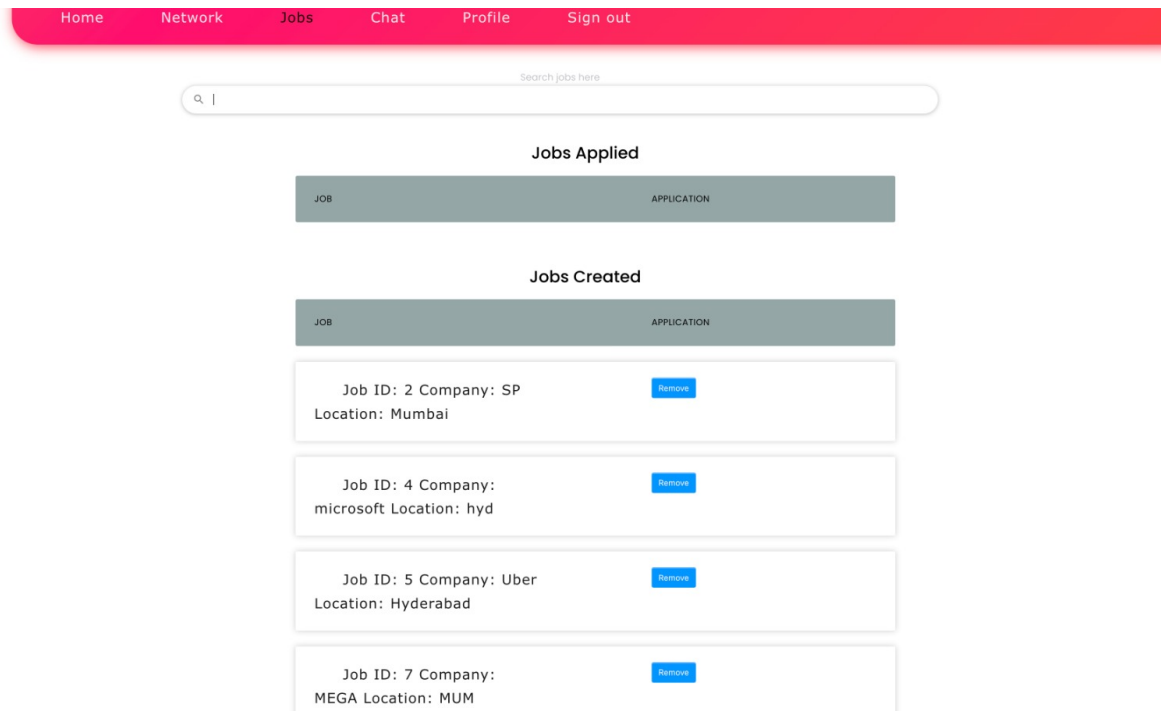 Home Network Jobs Chat Profile Sign out
Search jobs here
Jobs Applied
JOB APPLICATION
Jobs Created
JOB APPLICATION
Job ID: 2 Company: SP Remove
Location: Mumbai
Job ID: 4 Company: Remove
microsoft Location: hyd
Job ID: 5 Company: Uber Remove
Location: Hyderabad
Job ID: 7 Company: Remove
MEGA Location: MUM